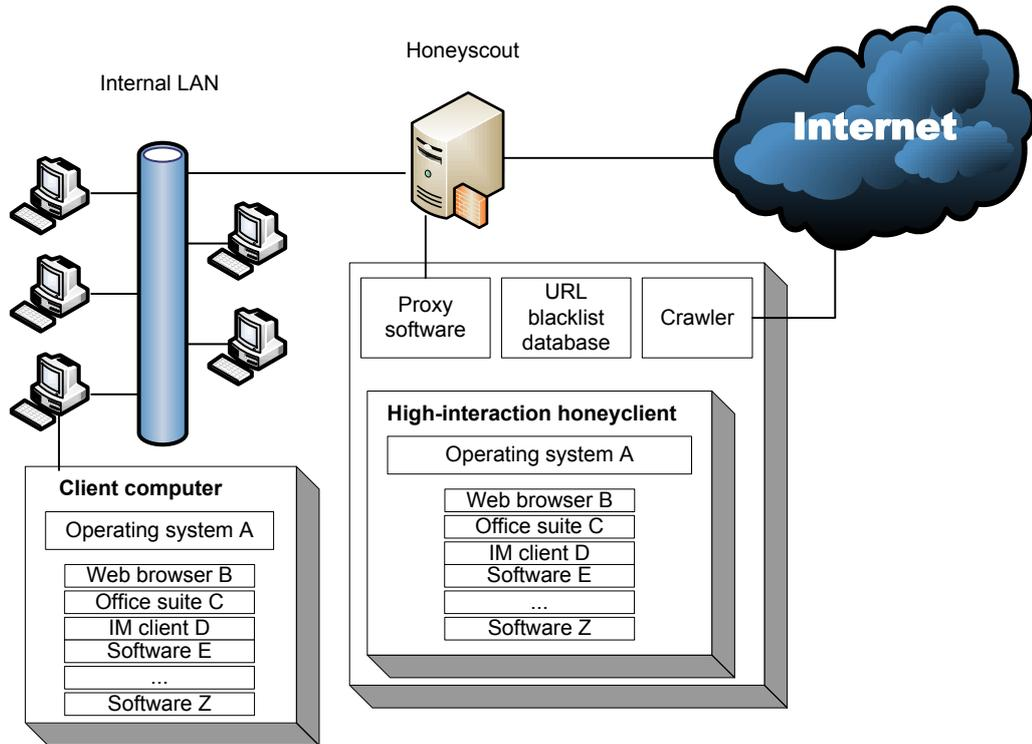 Honeyscout
Internal LAN
Internet
Proxy
software
URL
blacklist
database
Crawler
High-interaction honeyclient
Operating system A
Web browser B
Office suite C
IM client D
Software E
...
Software Z
Client computer
Operating system A
Web browser B
Office suite C
IM client D
Software E
...
Software Z